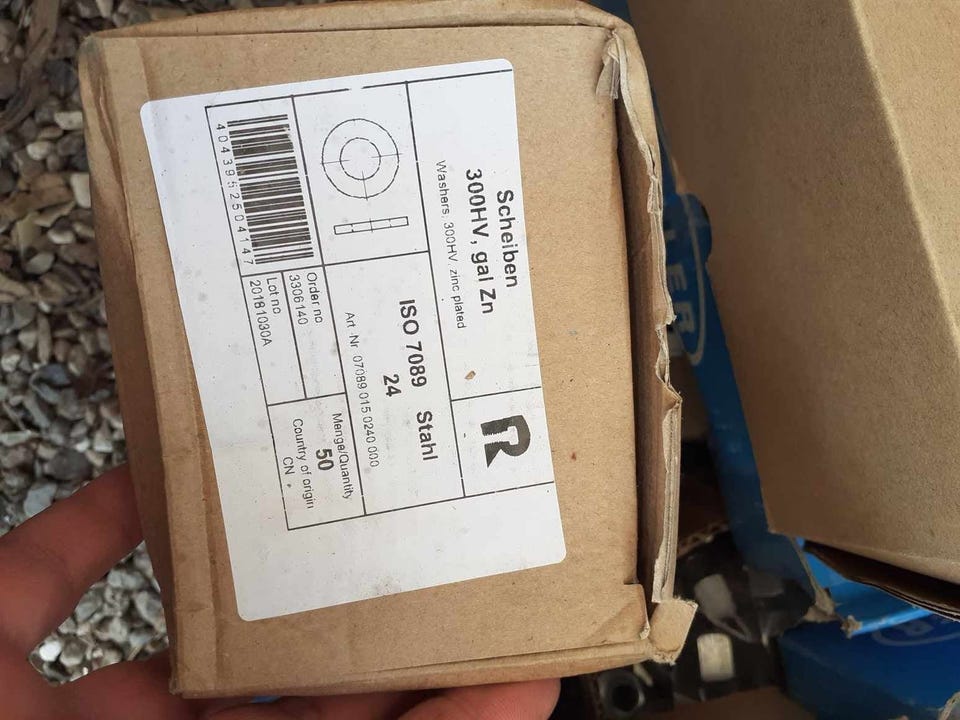 Scheiben
300HV, gal Zn
Washers, 300HV, zinc plated
R
ISO 7089 Stahl
24
Art -Nr 07089 015 0240 000
4043952504147
Order no
3306140
Lot no
20181030A
Menge/Quantity
50
Country of origin
CN
ER